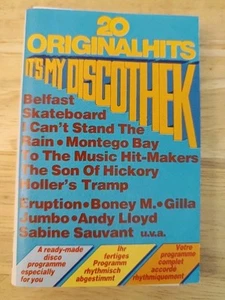 20
ORIGINALHITS
IT'S MY DISCOTHEK
Belfast
Skateboard
I Can't Stand The
Rain • Montego Bay
To The Music Hit-Makers
The Son Of Hickory
Holler's Tramp
Eruption • Boney M. • Gilla
Jumbo • Andy Lloyd
Sabine Sauvant u.v.a.
A ready-made
disco
programme
especially
for you
Ihr
fertiges
Programm
rhythmisch
abgestimmt
Votre
programme
complet
accordé
rhythmiquement